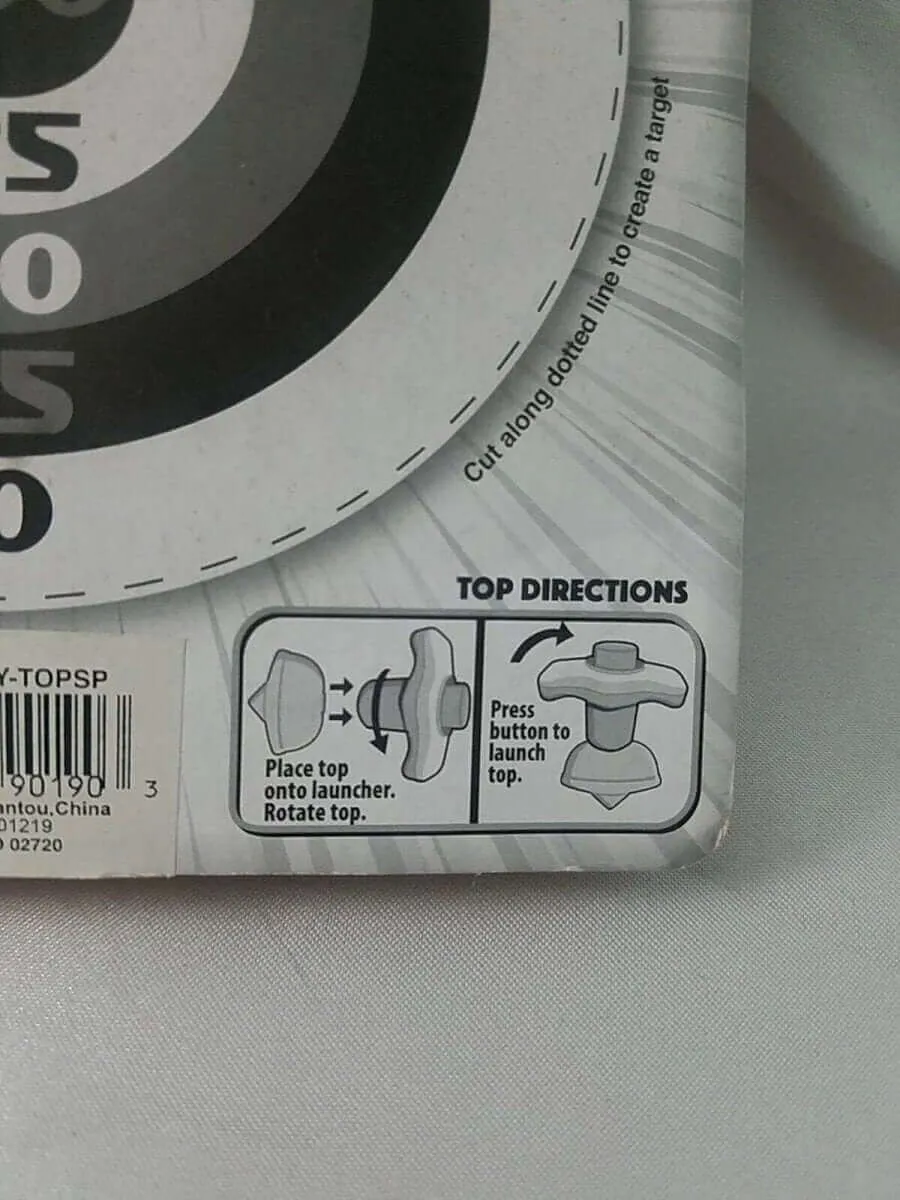 5
0
5
0
Cut along dotted line to create a target
TOP DIRECTIONS
Place top
onto launcher.
Rotate top.
Press
button to
launch
top.
Y-TOPSP
90190 3
antou,China
01219
02720